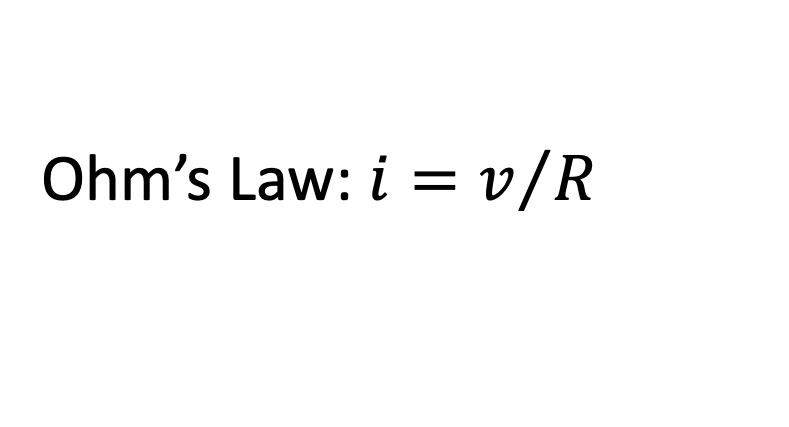 Ohm’s Law: 𝑖 = 𝑣/𝑅